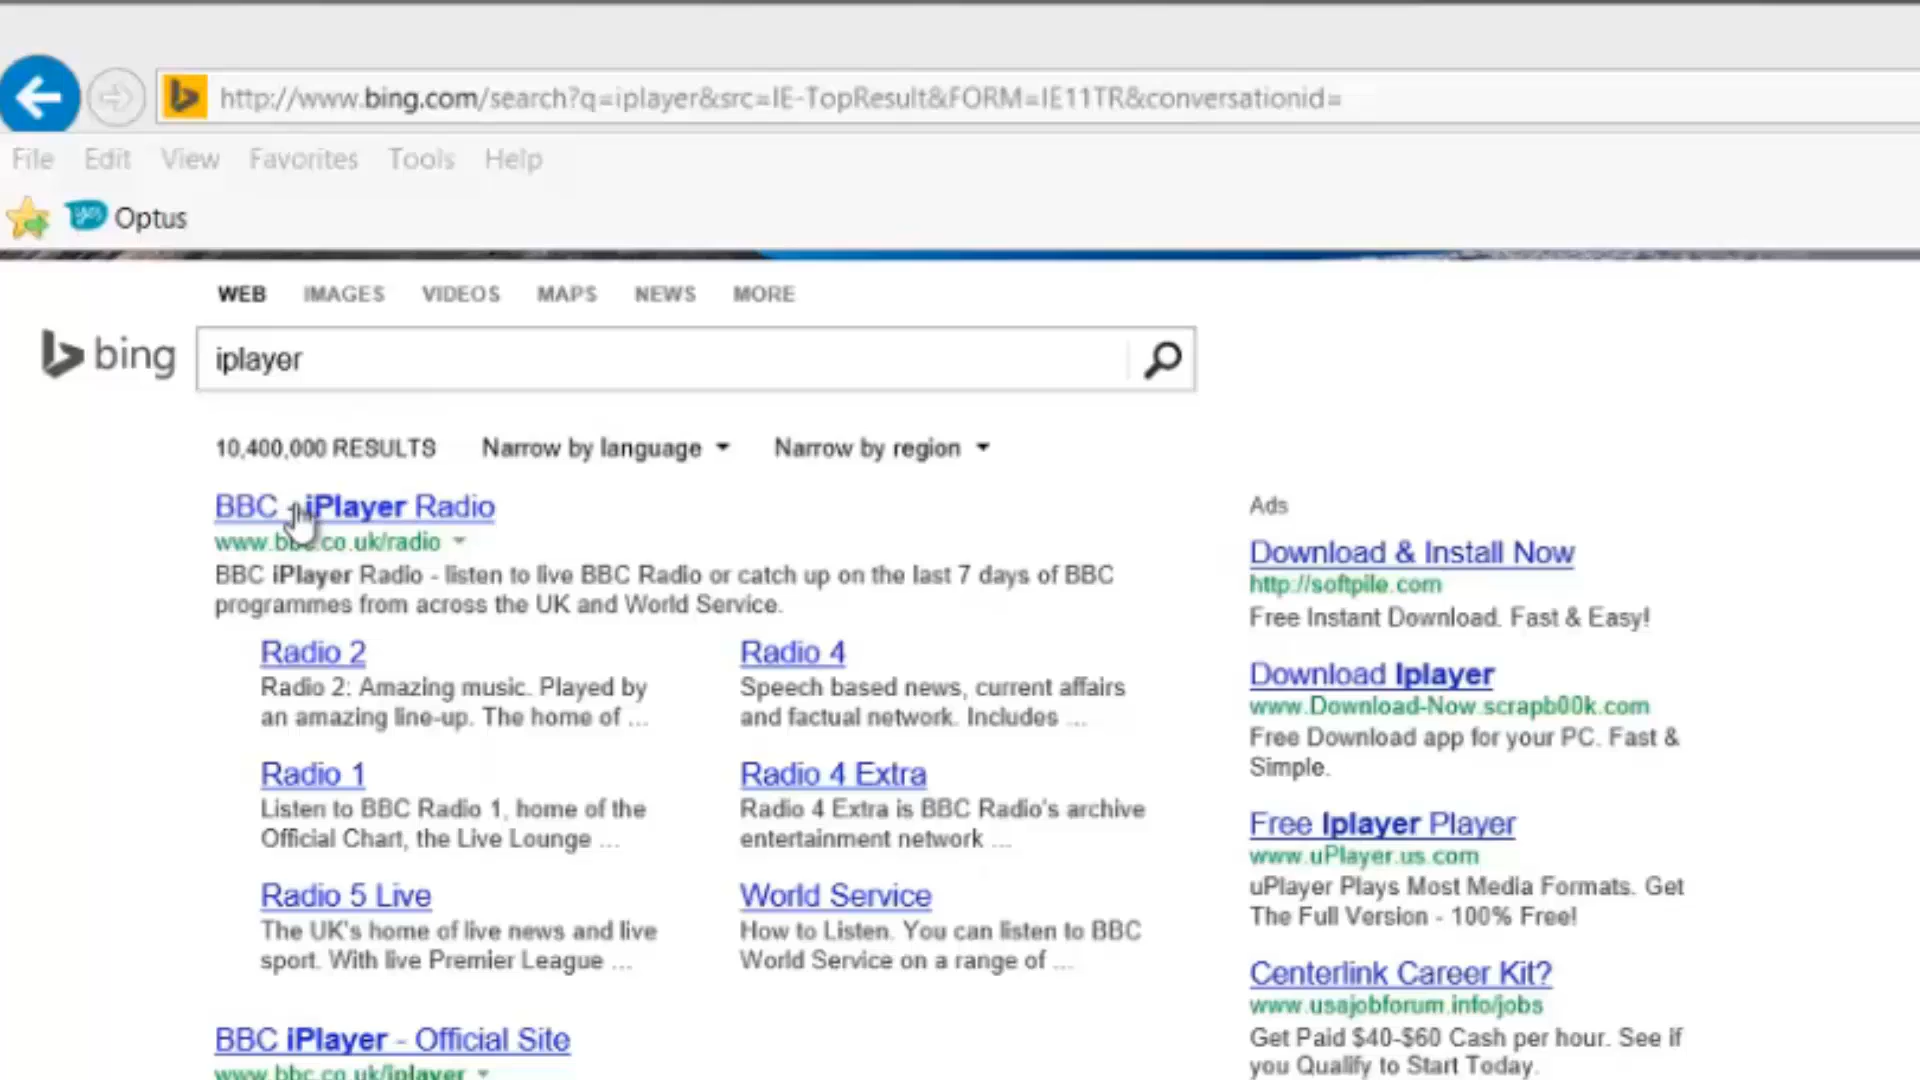 http://www.bing.com/search?q=iplayer&src=IE-TopResult&FORM=IE11TR&conversationid=
File Edit View Favorites Tools Help
yes Optus
WEB IMAGES VIDEOS MAPS NEWS MORE
bing iplayer
10,400,000 RESULTS Narrow by language Narrow by region
BBC - iPlayer Radio
www.bbc.co.uk/radio
BBC iPlayer Radio - listen to live BBC Radio or catch up on the last 7 days of BBC
programmes from across the UK and World Service.
Radio 2
Radio 2: Amazing music. Played by
an amazing line-up. The home of ...
Radio 4
Speech based news, current affairs
and factual network. Includes ...
Radio 1
Listen to BBC Radio 1, home of the
Official Chart, the Live Lounge ...
Radio 4 Extra
Radio 4 Extra is BBC Radio's archive
entertainment network ...
Radio 5 Live
The UK's home of live news and live
sport. With live Premier League ...
World Service
How to Listen. You can listen to BBC
World Service on a range of ...
BBC iPlayer - Official Site
www.bbc.co.uk/iplayer
Ads
Download & Install Now
http://softpile.com
Free Instant Download. Fast & Easy!
Download Iplayer
www.Download-Now.scrapb00k.com
Free Download app for your PC. Fast &
Simple.
Free Iplayer Player
www.uPlayer.us.com
uPlayer Plays Most Media Formats. Get
The Full Version - 100% Free!
Centerlink Career Kit?
www.usajobforum.info/jobs
Get Paid $40-$60 Cash per hour. See if
you Qualify to Start Today.